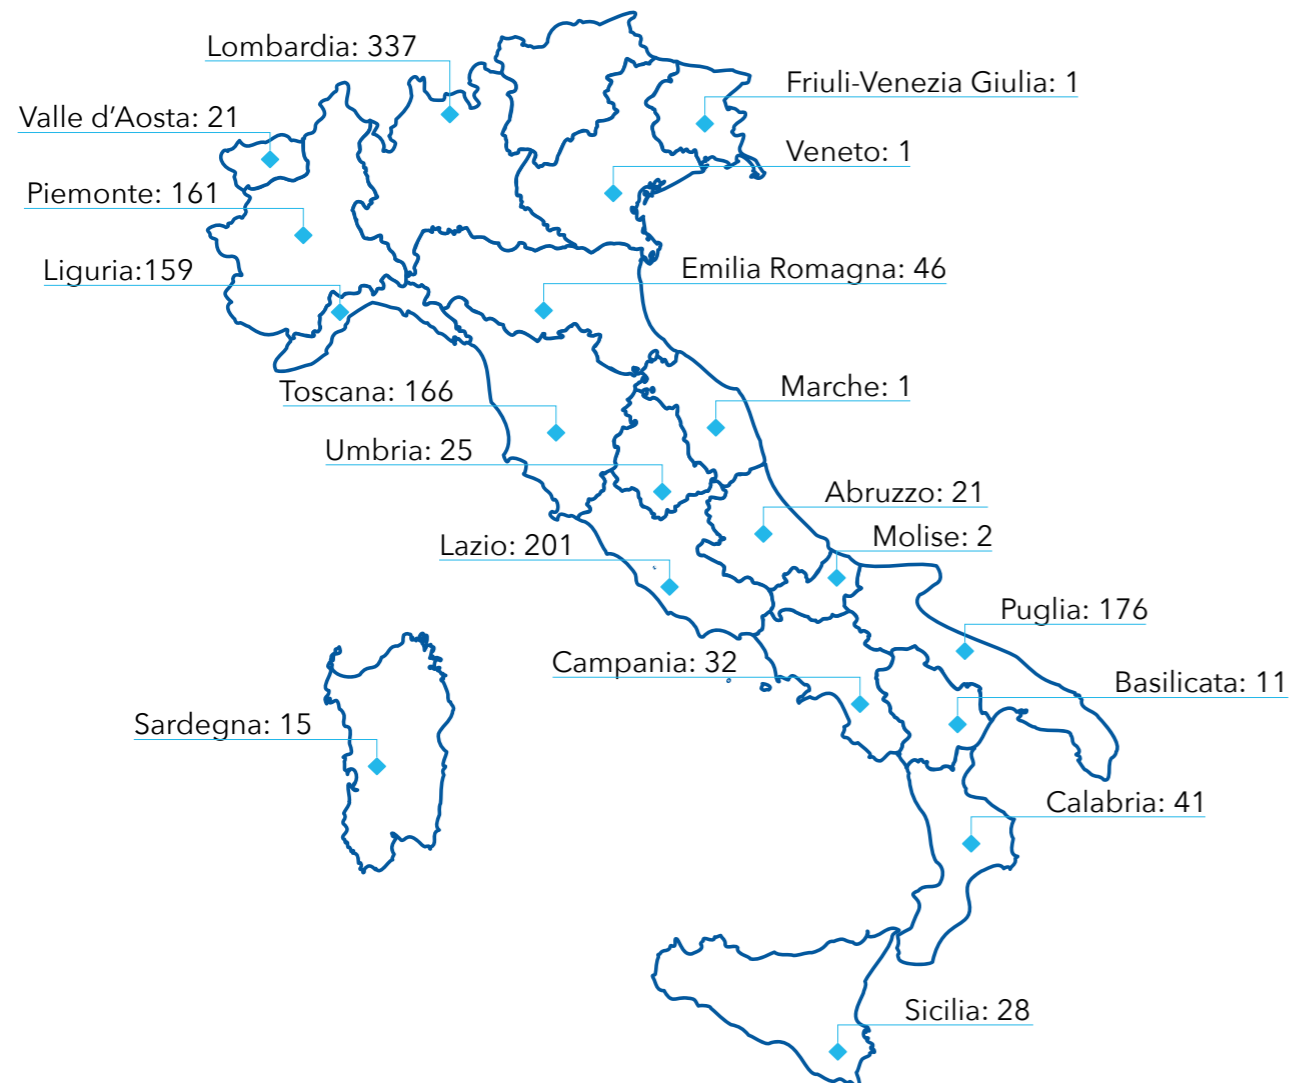 Lombardia: 337
Friuli-Venezia Giulia: 1
Valle d’Aosta: 21
Veneto: 1
Piemonte: 161
Liguria:159
Emilia Romagna: 46
Toscana: 166
Marche: 1
Umbria: 25
Abruzzo: 21
Molise: 2
Lazio: 201
Puglia: 176
Campania: 32
Basilicata: 11
Sardegna: 15
Calabria: 41
Sicilia: 28